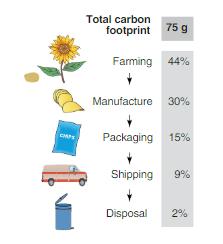 Total carbon
footprint 75 g
Farming 44%
Manufacture 30%
CHIPS
Packaging 15%
Shipping 9%
Disposal 2%